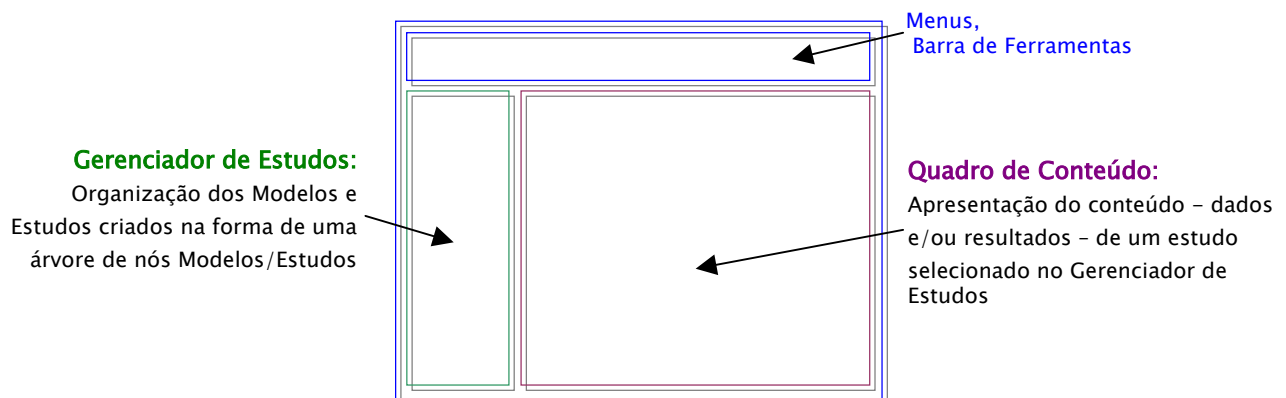 Menus,
Barra de Ferramentas
Gerenciador de Estudos:
Organização dos Modelos e
Estudos criados na forma de uma
árvore de nós Modelos/Estudos
Quadro de Conteúdo:
Apresentação do conteúdo – dados
e/ou resultados – de um estudo
selecionado no Gerenciador de
Estudos